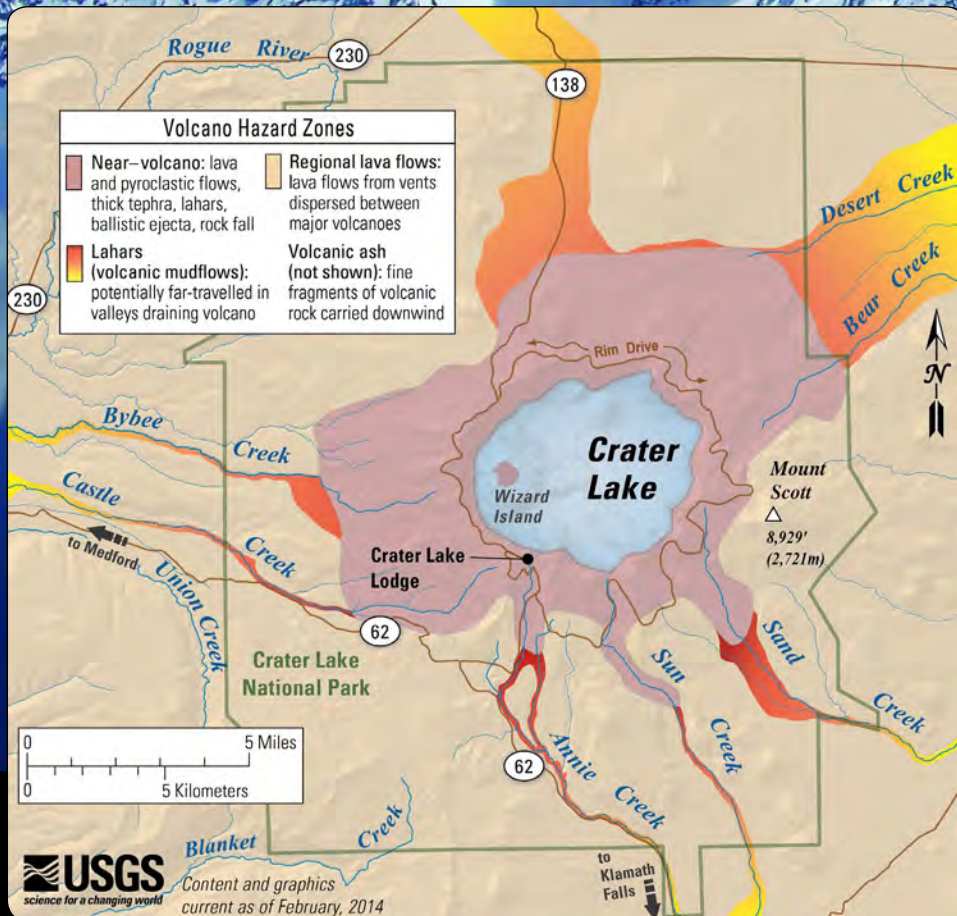 Rogue River
230
138
Volcano Hazard Zones
Near–volcano: lava
and pyroclastic flows,
thick tephra, lahars,
ballistic ejecta, rock fall
Lahars
(volcanic mudflows):
potentially far-travelled in
valleys draining volcano
Regional lava flows:
lava flows from vents
dispersed between
major volcanoes
Volcanic ash
(not shown): fine
fragments of volcanic
rock carried downwind
230
Desert Creek
Bear Creek
N
Rim Drive
Bybee
Creek
Crater
Lake
Wizard
Island
Mount
Scott
8,929'
(2,721m)
Castle
Creek
to Medford
Union Creek
Crater Lake
Lodge
62
Crater Lake
National Park
Sun
Creek
Sand
Creek
0 5 Miles
0 5 Kilometers
62
Annie
Creek
Blanket
Creek
to
Klamath
Falls
USGS
science for a changing world
Content and graphics
current as of February, 2014